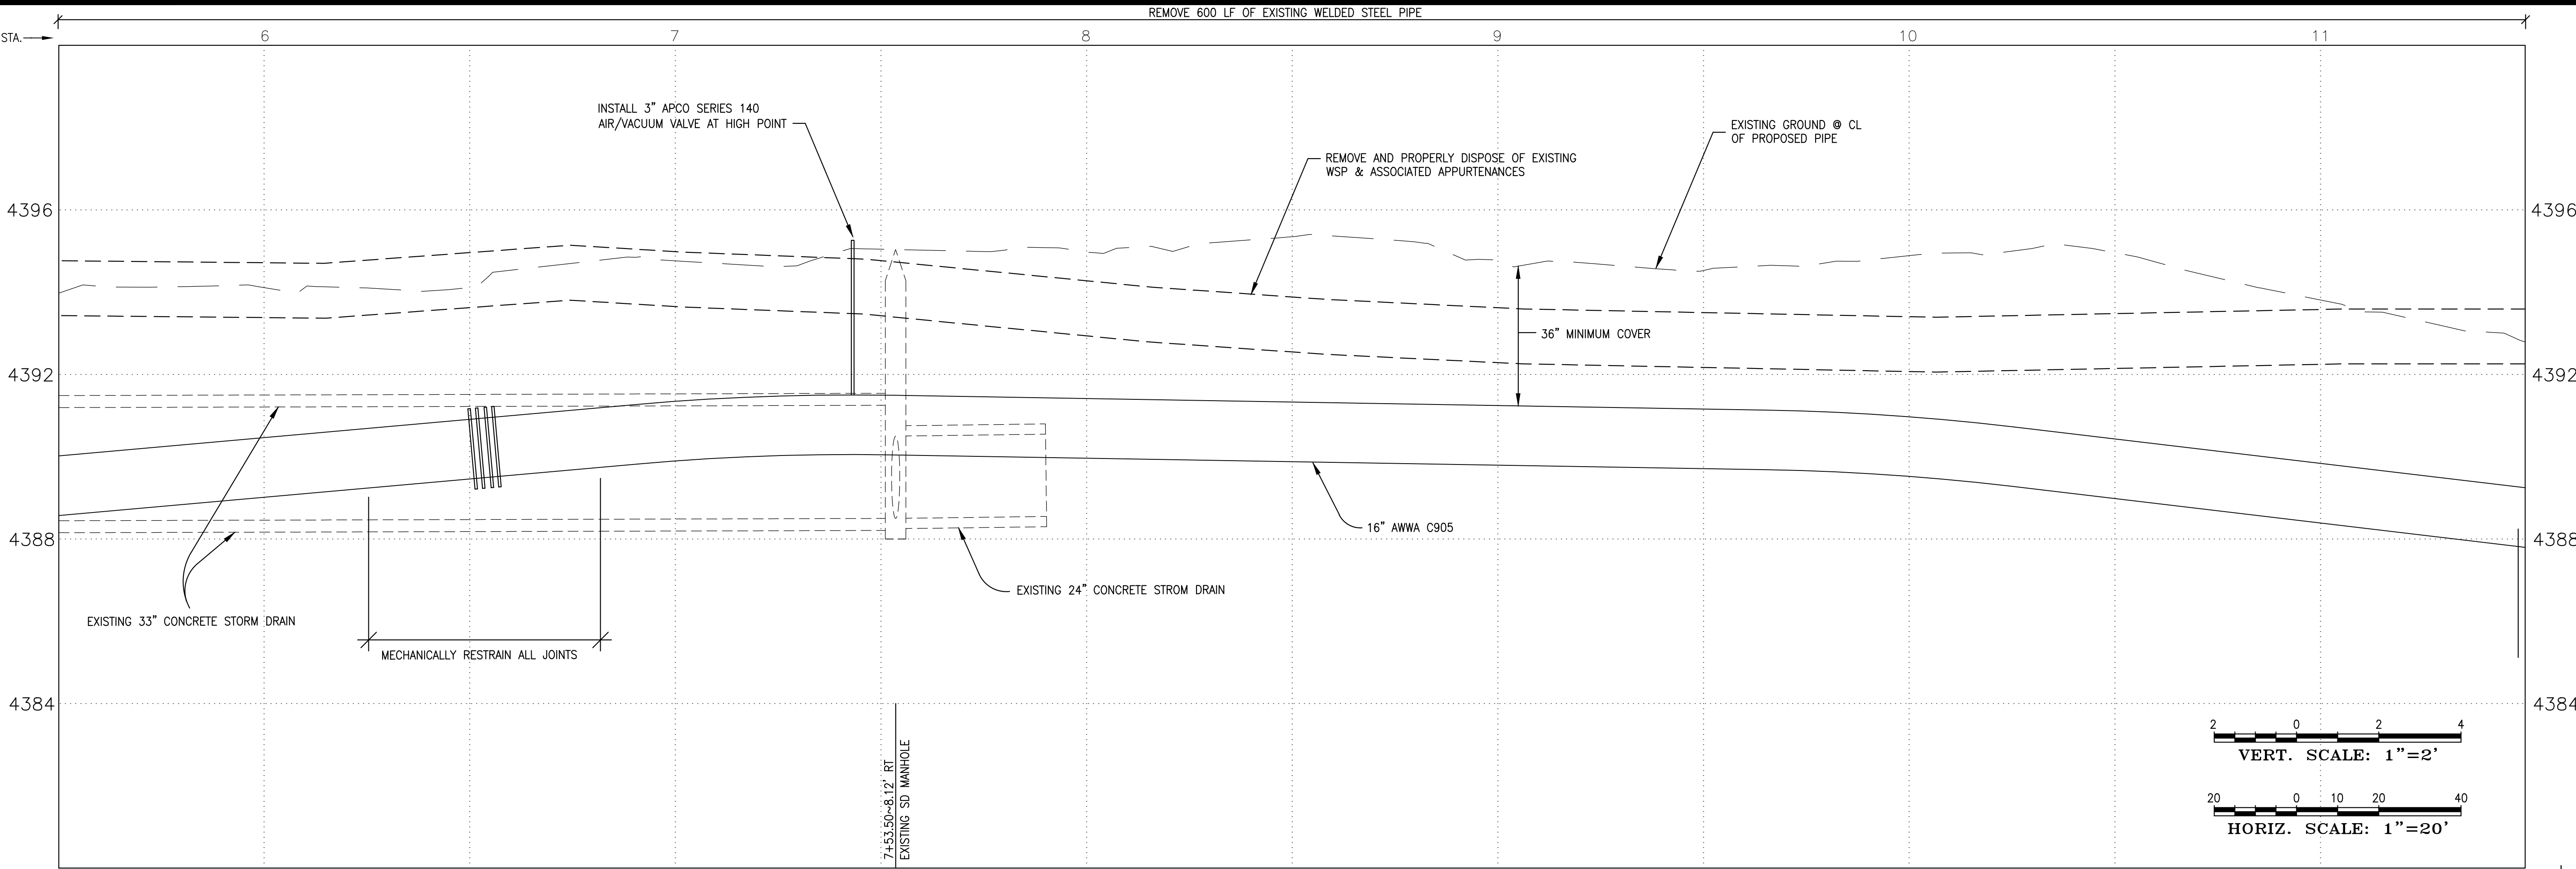 REMOVE 600 LF OF EXISTING WELDED STEEL PIPE
STA.
6
7
8
9
10
11
INSTALL 3" APCO SERIES 140
AIR/VACUUM VALVE AT HIGH POINT
REMOVE AND PROPERLY DISPOSE OF EXISTING
WSP & ASSOCIATED APPURTENANCES
EXISTING GROUND @ CL
OF PROPOSED PIPE
4396
4396
36" MINIMUM COVER
4392
4392
16" AWWA C905
4388
4388
EXISTING 24" CONCRETE STROM DRAIN
EXISTING 33" CONCRETE STORM DRAIN
MECHANICALLY RESTRAIN ALL JOINTS
4384
4384
7+53.50~8.12' RT
EXISTING SD MANHOLE
2 0 2 4
VERT. SCALE: 1"=2'
20 0 10 20 40
HORIZ. SCALE: 1"=20'